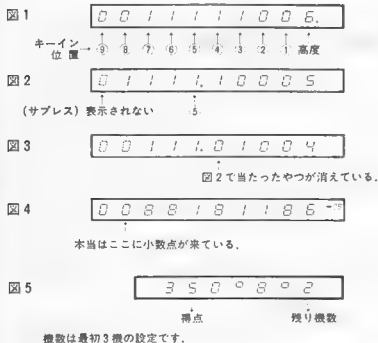 図1
0 0 1 1 1 1 1 0 0 6.
キーイン位置→ ⑨ ⑧ ⑦ ⑥ ⑤ ④ ③ ② ① 高度
図2
0 1 1 1 1. 1 0 0 0 5
(サプレス)表示されない
5
図3
0 0 1 1 1. 0 1 0 0 4
図2で当たったやつが消えている。
図4
0 0 8 8 1 8 1 1 8 6
本当はここに小数点が来ている。
図5
3 5 0 o 8 o 2
得点
残り機数
機数は最初3機の設定です。